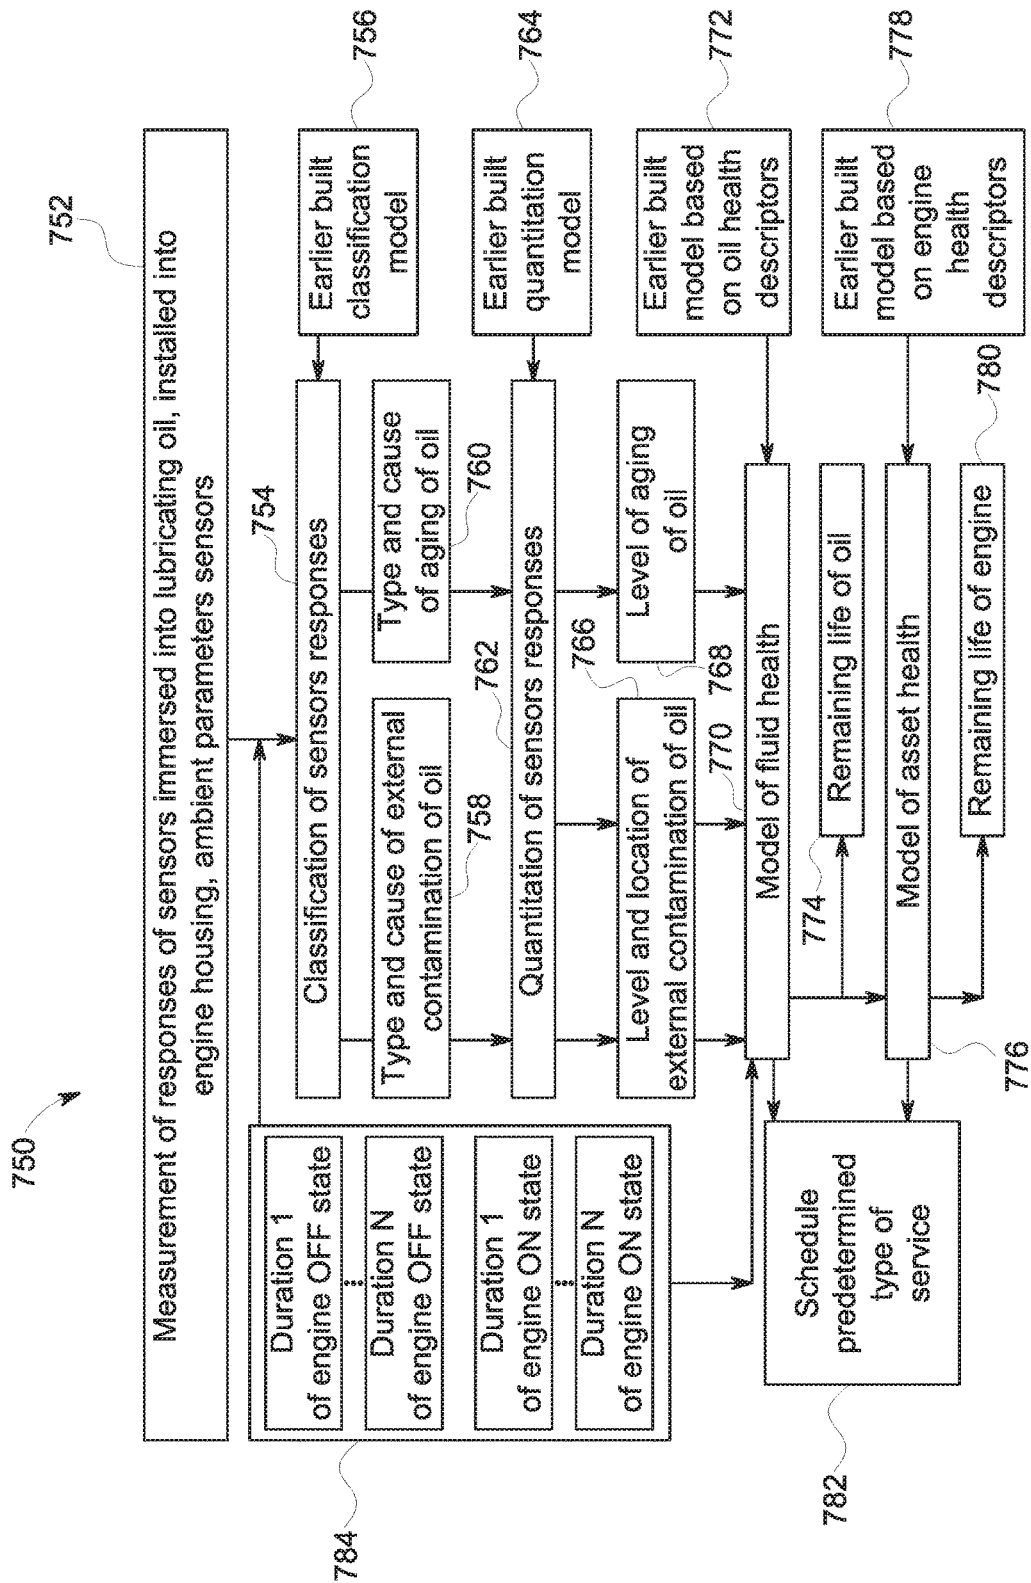 750
752
Measurement of responses of sensors immersed into lubricating oil, installed into
engine housing, ambient parameters sensors
784
Duration 1
of engine OFF state
Duration N
of engine OFF state
Duration 1
of engine ON state
Duration N
of engine ON state
754
Classification of sensors responses
756
Earlier built
classification
model
Type and cause of external
contamination of oil
758
Type and cause
of aging of oil
760
762
Quantitation of sensors responses
764
Earlier built
quantitation
model
766
Level and location of
external contamination of oil
Level of aging
of oil
768
770
Model of fluid health
772
Earlier built
model based
on oil health
descriptors
774
Remaining life of oil
Model of asset health
776
778
Earlier built
model based
on engine
health
descriptors
780
Remaining life of engine
Schedule
predetermined
type of
service
782